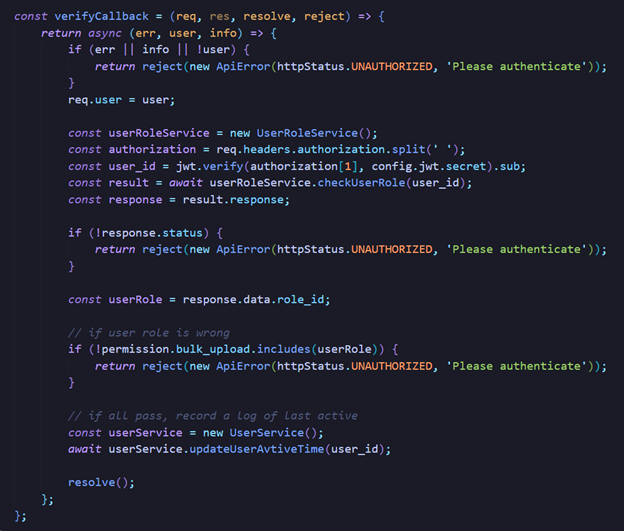 const verifyCallback = (req, res, resolve, reject) => {
return async (err, user, info) => {
if (err || info || !user) {
return reject(new ApiError(httpStatus.UNAUTHORIZED, 'Please authenticate'));
}
req.user = user;
const userRoleService = new UserRoleService();
const authorization = req.headers.authorization.split(' ');
const user_id = jwt.verify(authorization[1], config.jwt.secret).sub;
const result = await userRoleService.checkUserRole(user_id);
const response = result.response;
if (!response.status) {
return reject(new ApiError(httpStatus.UNAUTHORIZED, 'Please authenticate'));
}
const userRole = response.data.role_id;
// if user role is wrong
if (!permission.bulk_upload.includes(userRole)) {
return reject(new ApiError(httpStatus.UNAUTHORIZED, 'Please authenticate'));
}
// if all pass, record a log of last active
const userService = new UserService();
await userService.updateUserAvtiveTime(user_id);
resolve();
};
};